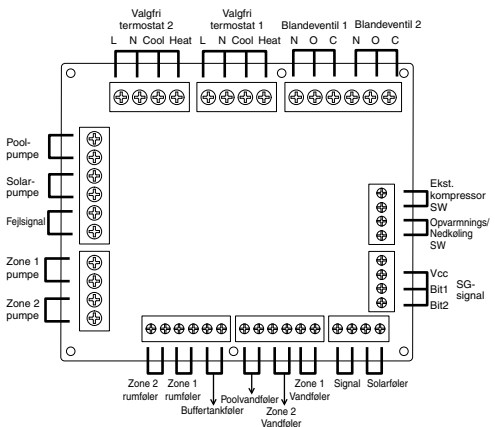 Valgfri
termostat 2
Valgfri
termostat 1
Blandeventil 1
Blandeventil 2
L N Cool Heat
L N Cool Heat
N O C
N O C
Pool-
pumpe
Solar-
pumpe
Fejlsignal
Zone 1
pumpe
Zone 2
pumpe
Ekst.
kompressor
SW
Opvarmnings/
Nedkøling
SW
Vcc
Bit1
Bit2
SG-
signal
Zone 2
rumføler
Zone 1
rumføler
Buffertankføler
Poolvandføler
Zone 2
Vandføler
Zone 1
Vandføler
Signal
Solarføler